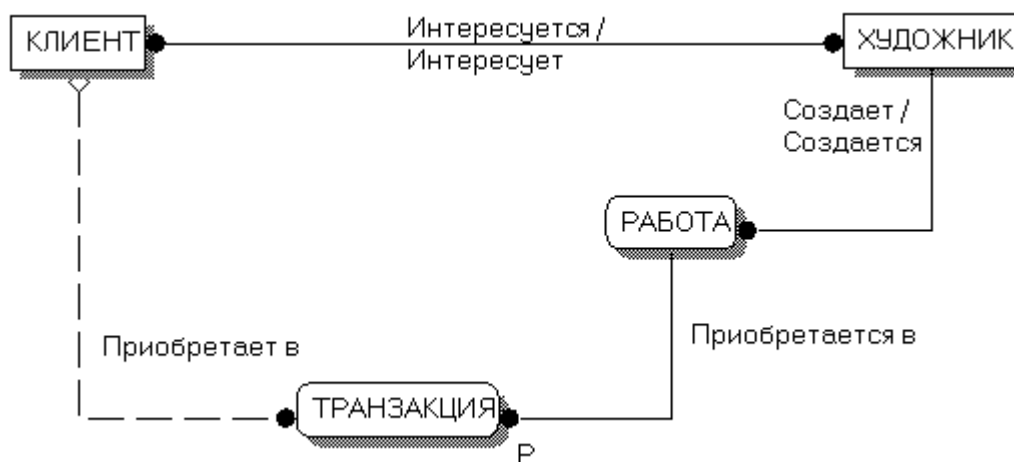 КЛИЕНТ
Интересуется /
Интересует
ХУДОЖНИК
Создает /
Создается
РАБОТА
Приобретает в
Приобретается в
ТРАНЗАКЦИЯ
P